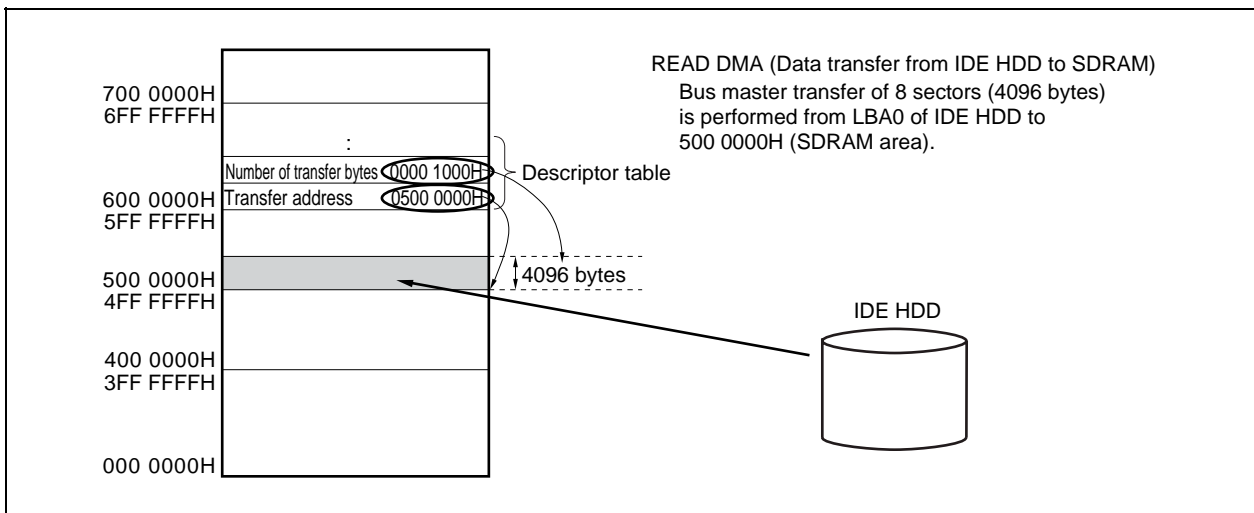 READ DMA (Data transfer from IDE HDD to SDRAM)
Bus master transfer of 8 sectors (4096 bytes)
is performed from LBA0 of IDE HDD to
500 0000H (SDRAM area).
700 0000H
6FF FFFFH
:
Number of transfer bytes 0000 1000H
Descriptor table
600 0000H Transfer address 0500 0000H
5FF FFFFH
500 0000H
4096 bytes
4FF FFFFH
IDE HDD
400 0000H
3FF FFFFH
000 0000H